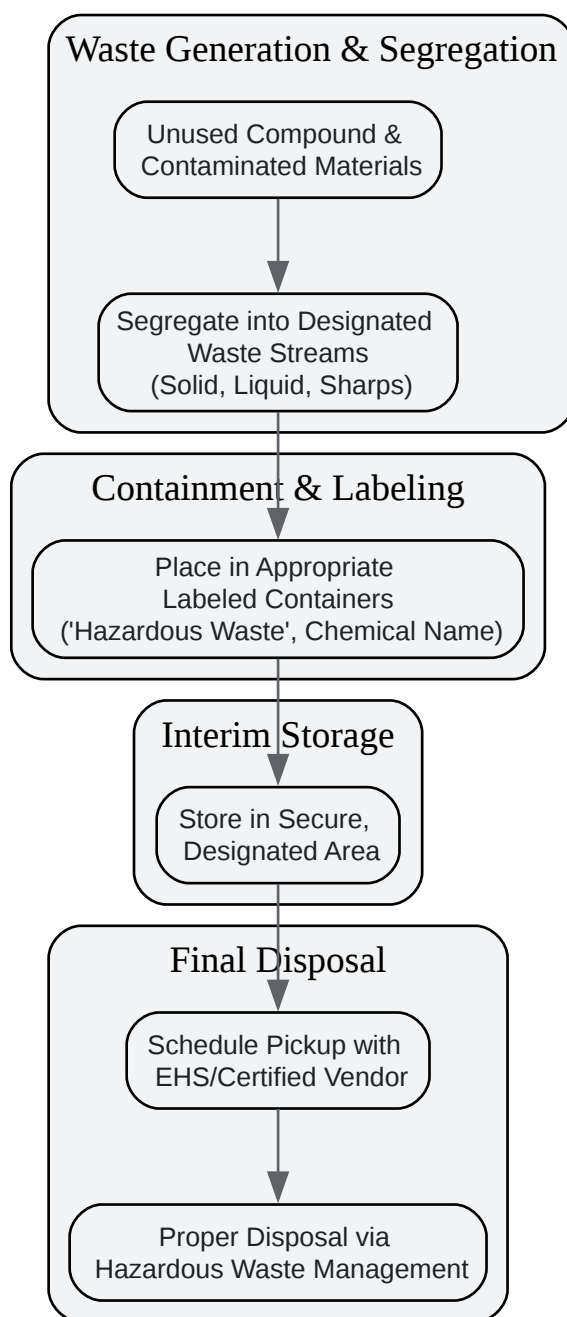 Waste Generation & Segregation
Unused Compound &
Contaminated Materials
Segregate into Designated
Waste Streams
(Solid, Liquid, Sharps)
Containment & Labeling
Place in Appropriate
Labeled Containers
('Hazardous Waste', Chemical Name)
Interim Storage
Store in Secure,
Designated Area
Final Disposal
Schedule Pickup with
EHS/Certified Vendor
Proper Disposal via
Hazardous Waste Management